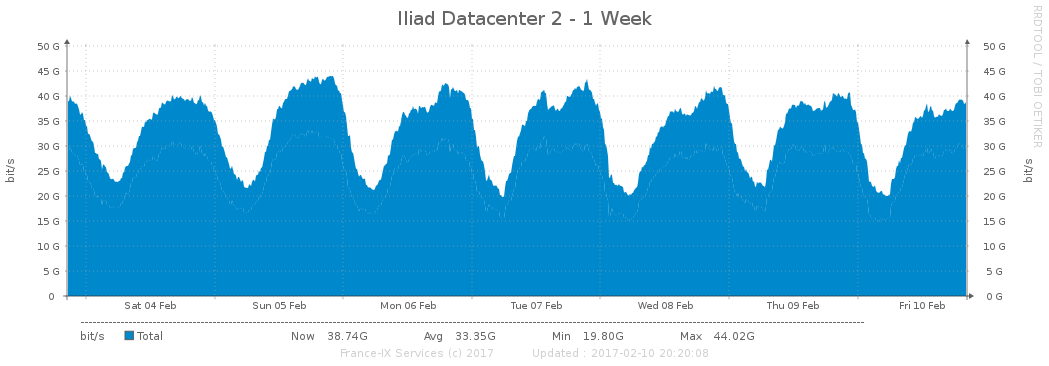 Iliad Datacenter 2 - 1 Week
RRDTOOL / TOBI OETIKER
50 G 50 G
45 G 45 G
40 G 40 G
35 G 35 G
30 G 30 G
25 G 25 G
20 G 20 G
15 G 15 G
10 G 10 G
5 G 5 G
0 0 G
bit/s bit/s
Sat 04 Feb Sun 05 Feb Mon 06 Feb Tue 07 Feb Wed 08 Feb Thu 09 Feb Fri 10 Feb
bit/s Total Now 38.74G Avg 33.35G Min 19.80G Max 44.02G
France-IX Services (c) 2017 Updated : 2017-02-10 20:20:08